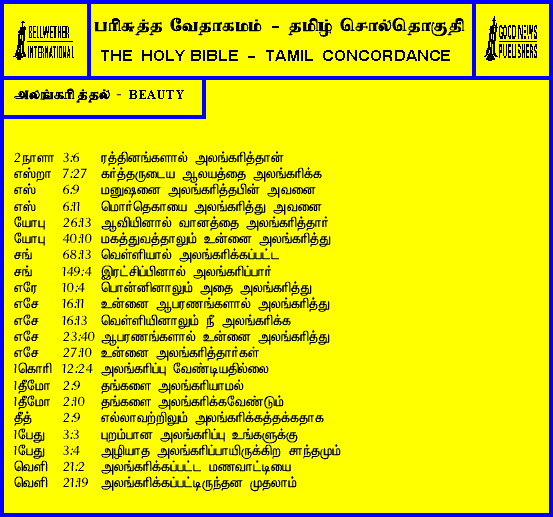 BELLWETHER INTERNATIONAL
பரிசுத்த வேதாகமம் - தமிழ் சொல்தொகுதி
THE HOLY BIBLE - TAMIL CONCORDANCE
GOOD NEWS PUBLISHERS
அலங்கரித்தல் - BEAUTY
2நாளா 3:6 ரத்தினங்களால் அலங்கரித்தான்
எஸ்றா 7:27 கர்த்தருடைய ஆலயத்தை அலங்கரிக்க
எஸ் 6:9 மனுஷனை அலங்கரித்தபின் அவனை
எஸ் 6:11 மொர்தெகாயை அலங்கரித்து அவனை
யோபு 26:13 ஆவியினால் வானத்தை அலங்கரித்தார்
யோபு 40:10 மகத்துவத்தாலும் உன்னை அலங்கரித்து
சங் 68:13 வெள்ளியால் அலங்கரிக்கப்பட்ட
சங் 149:4 இரட்சிப்பினால் அலங்கரிப்பார்
எரே 10:4 பொன்னினாலும் அதை அலங்கரித்து
எசே 16:11 உன்னை ஆபரணங்களால் அலங்கரித்து
எசே 16:13 வெள்ளியினாலும் நீ அலங்கரிக்க
எசே 23:40 ஆபரணங்களால் உன்னை அலங்கரித்து
எசே 27:10 உன்னை அலங்கரித்தார்கள்
1கொரி 12:24 அலங்கரிப்பு வேண்டியதில்லை
1தீமோ 2:9 தங்களை அலங்கரியாமல்
1தீமோ 2:10 தங்களை அலங்கரிக்கவேண்டும்
தீத் 2:9 எல்லாவற்றிலும் அலங்கரிக்கத்தக்கதாக
1பேது 3:3 புறம்பான அலங்கரிப்பு உங்களுக்கு
1பேது 3:4 அழியாத அலங்கரிப்பாயிருக்கிற சாந்தமும்
வெளி 21:2 அலங்கரிக்கப்பட்ட மணவாட்டியை
வெளி 21:19 அலங்கரிக்கப்பட்டிருந்தன முதலாம்